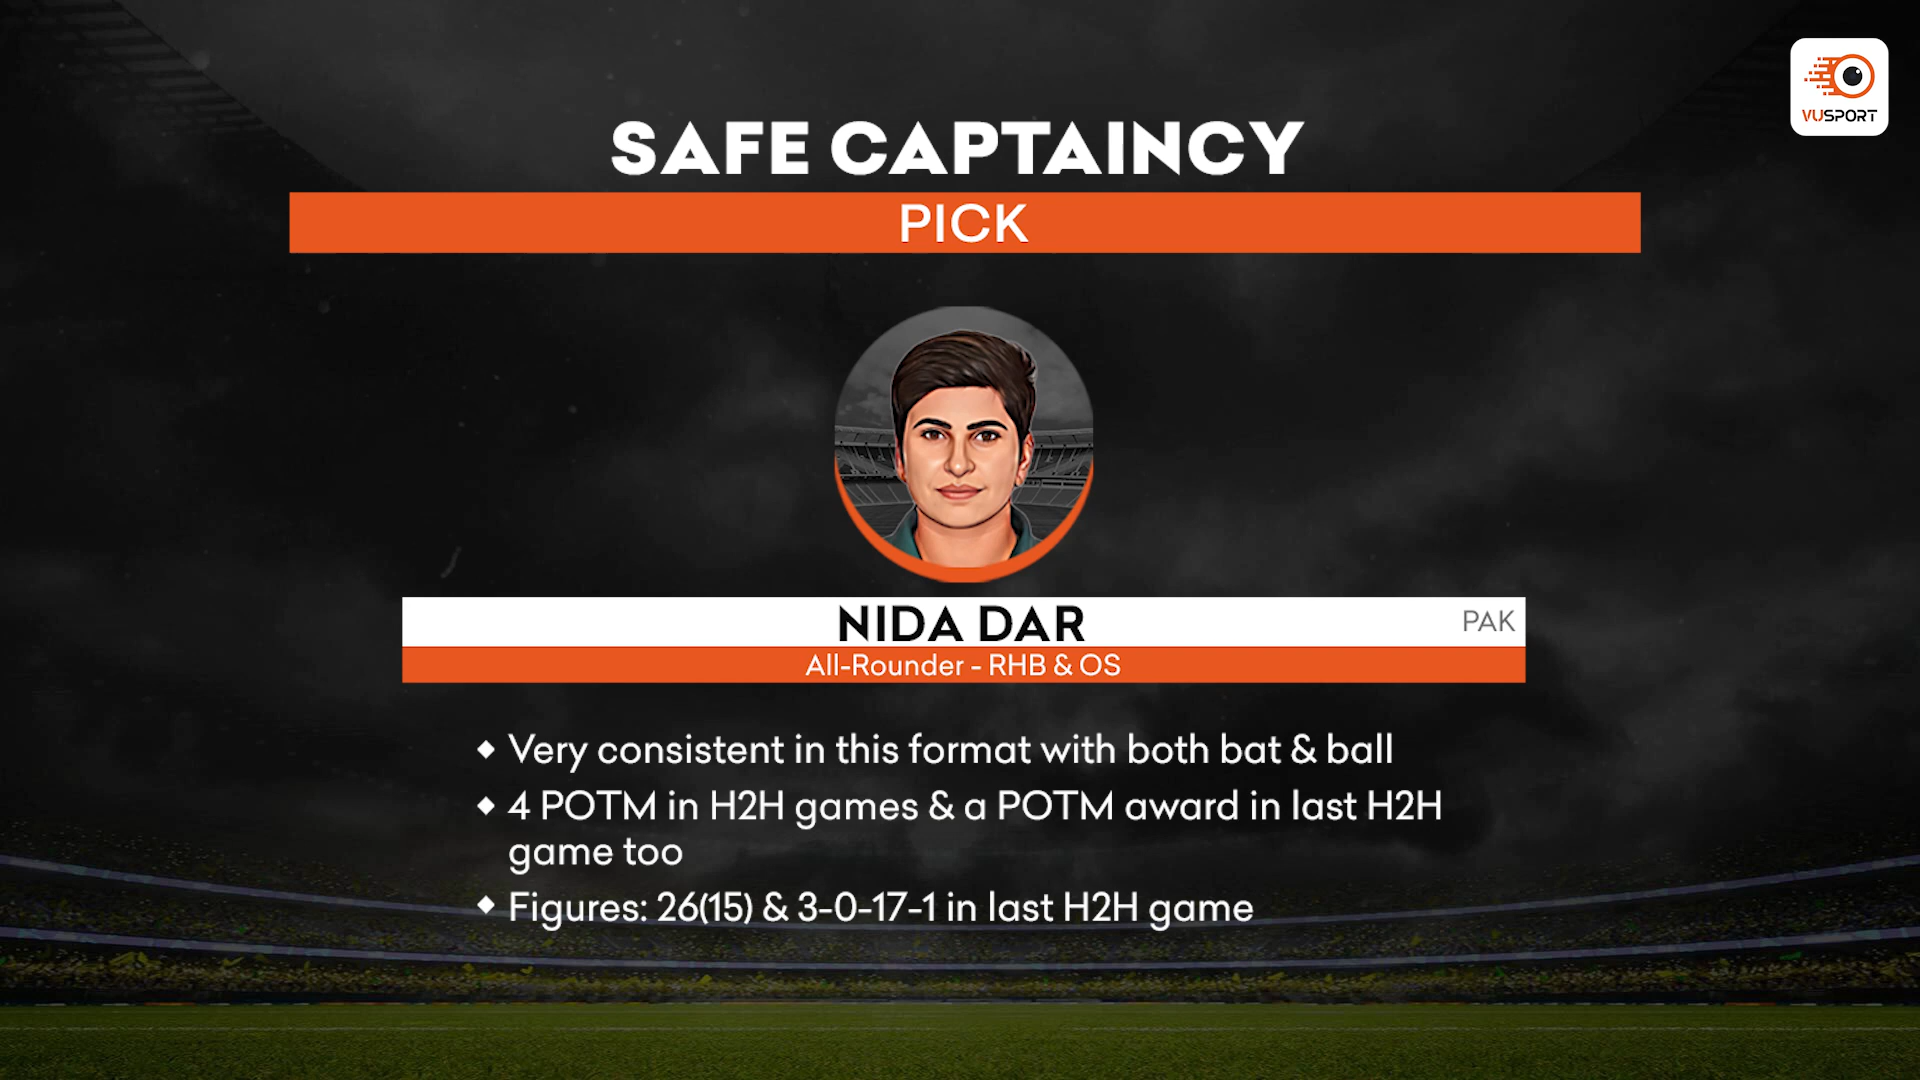 VUSPORT
SAFE CAPTAINCY
PICK
NIDA DAR
PAK
All-Rounder - RHB & OS
◆ Very consistent in this format with both bat & ball
◆ 4 POTM in H2H games & a POTM award in last H2H
game too
◆ Figures: 26(15) & 3-0-17-1 in last H2H game